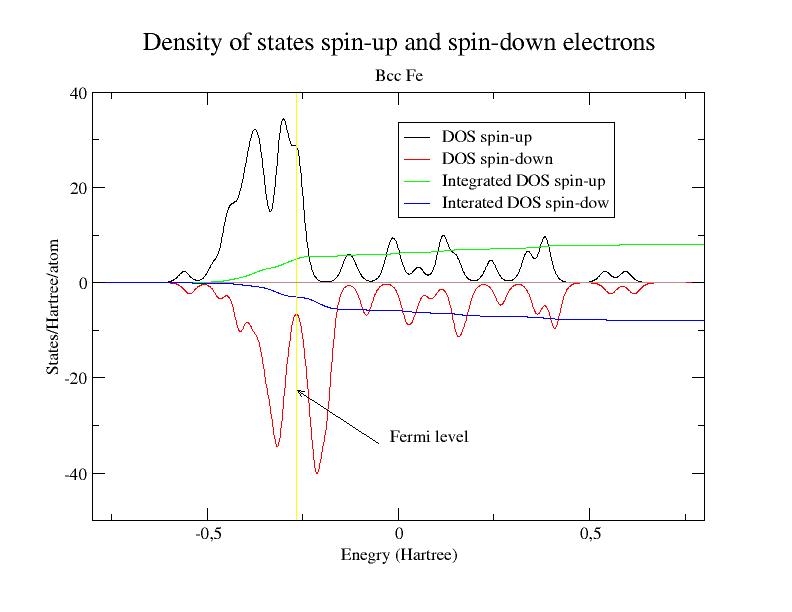 Density of states spin-up and spin-down electrons
Bcc Fe
40
20
0
-20
-40
States/Hartree/atom
DOS spin-up
DOS spin-down
Integrated DOS spin-up
Interated DOS spin-dow
Fermi level
-0,5
0
0,5
Enegry (Hartree)